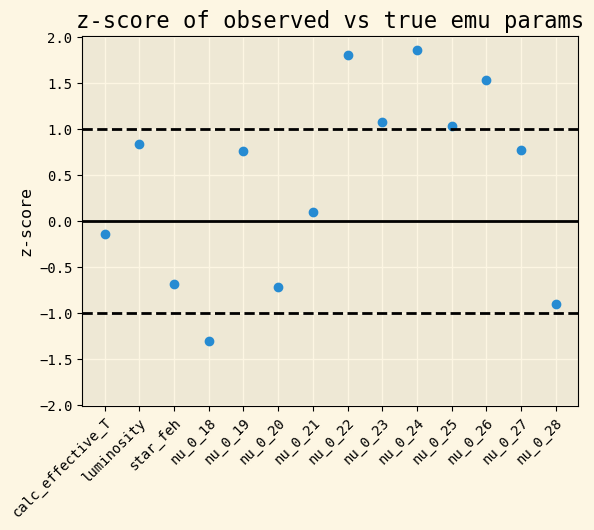 z-score of observed vs true emu params
z-score
2.0
1.5
1.0
0.5
0.0
−0.5
−1.0
−1.5
−2.0
calc_effective_T
luminosity
star_feh
nu_0_18
nu_0_19
nu_0_20
nu_0_21
nu_0_22
nu_0_23
nu_0_24
nu_0_25
nu_0_26
nu_0_27
nu_0_28